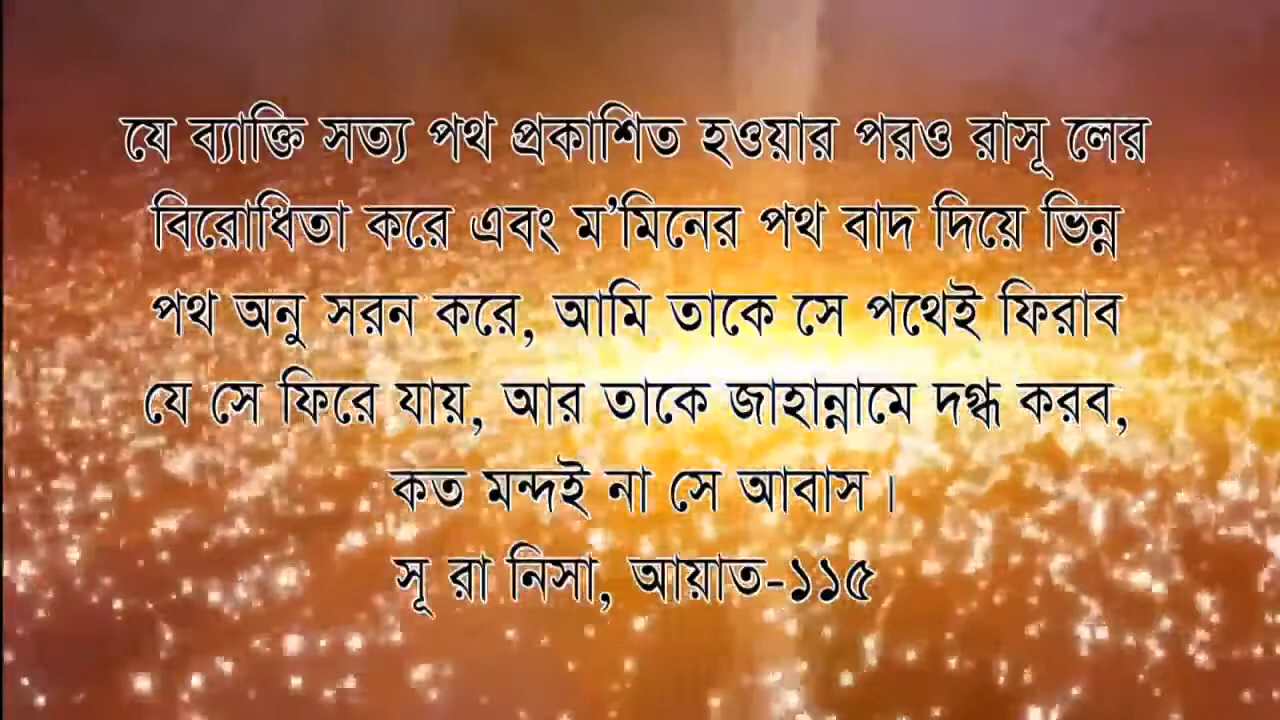 যে ব্যাক্তি সত্য পথ প্রকাশিত হওয়ার পরও রাসূ লের
বিরোধিতা করে এবং ম’মিনের পথ বাদ দিয়ে ভিন্ন
পথ অনু সরন করে, আমি তাকে সে পথেই ফিরাব
যে সে ফিরে যায়, আর তাকে জাহান্নামে দগ্ধ করব,
কত মন্দই না সে আবাস।
সূ রা নিসা, আয়াত-১১৫